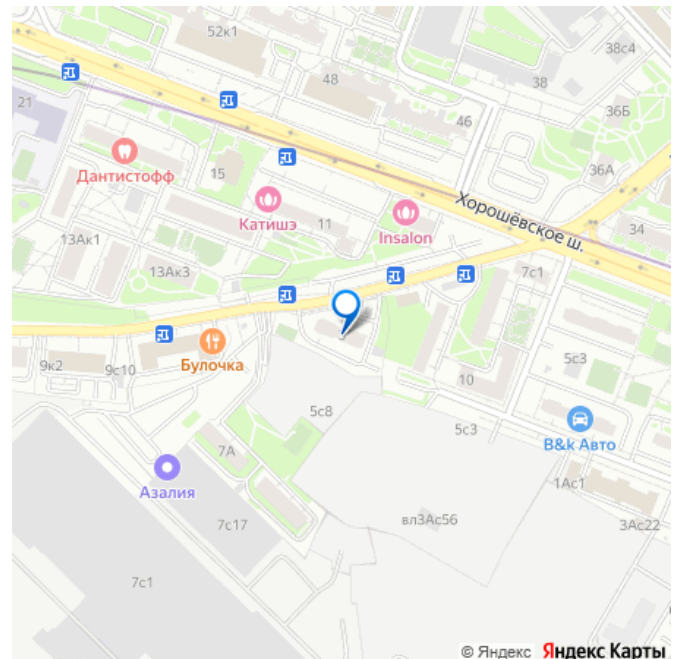 52к1
38с4
48
38
21
36Б
46
Дантистофф
15
36А
Катишэ
11
Insalon
Хорошёвское ш.
34
13Ак1
13Ак3
7с1
9к2
9с10
Булочка
5с3
10
5с8
5с3
B&k Авто
7А
Азалия
1Ас1
7с17
вл3Ас56
3Ас22
7с1
© Яндекс Яндекс Карты